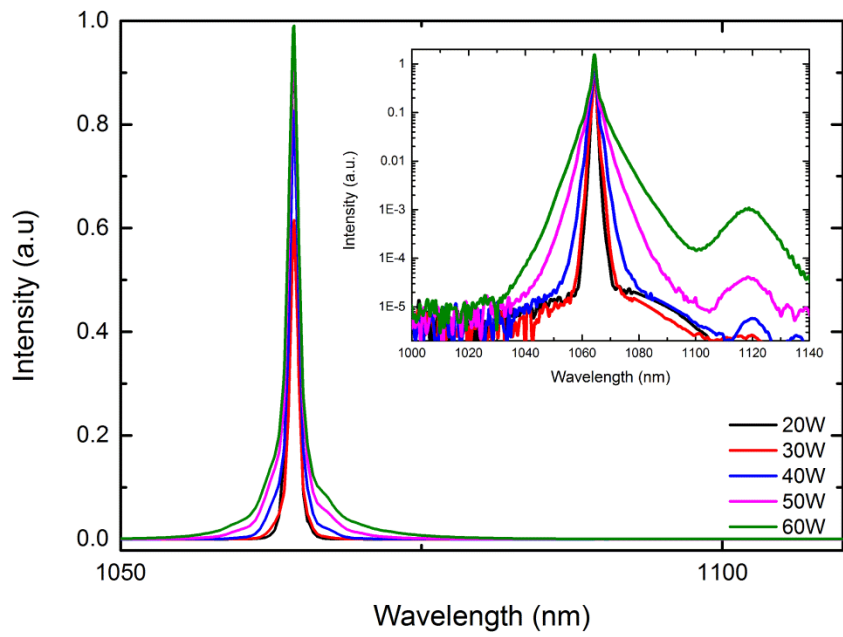 1.0
0.8
0.6
0.4
0.2
0.0
Intensity (a.u)
1050
1100
Wavelength (nm)
1
0.1
0.01
1E-3
1E-4
1E-5
Intensity (a.u.)
1000 1020 1040 1060 1080 1100 1120 1140
Wavelength (nm)
20W
30W
40W
50W
60W